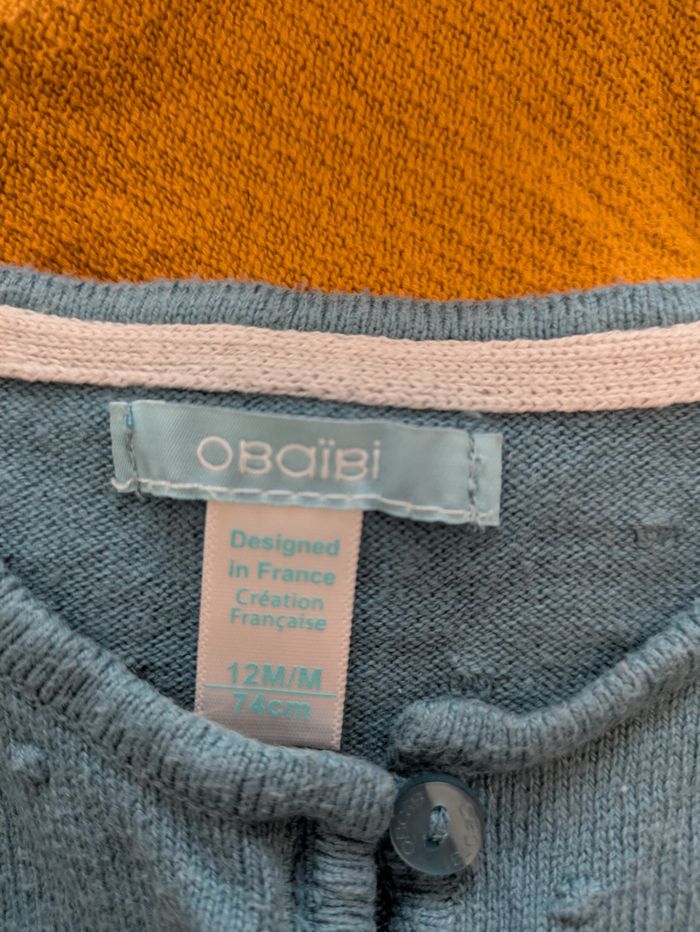 OBaïBi
Designed
in France
Création
Française
12M/M
74cm